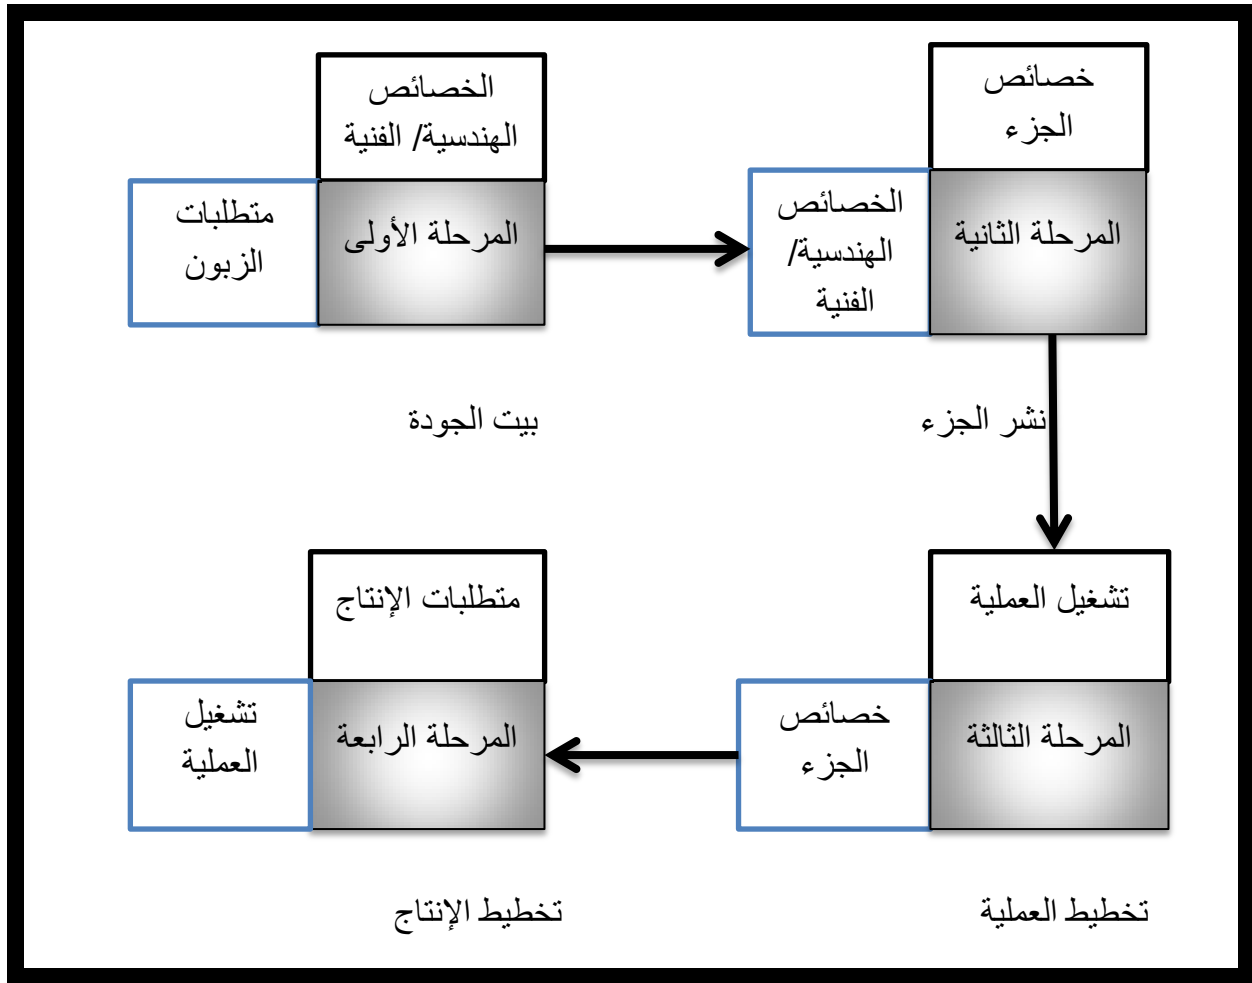 الخصائص
الهندسية/ الفنية
متطلبات
الزبون
المرحلة الأولى
بيت الجودة
خصائص
الجزء
الخصائص
الهندسية/
الفنية
المرحلة الثانية
نشر الجزء
تشغيل العملية
خصائص
الجزء
المرحلة الثالثة
تخطيط العملية
متطلبات الإنتاج
تشغيل
العملية
المرحلة الرابعة
تخطيط الإنتاج